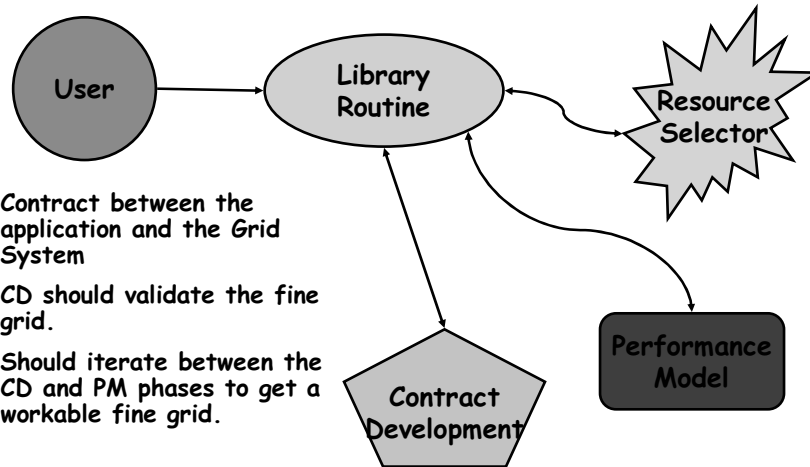 User
Library
Routine
Resource
Selector
Contract between the
application and the Grid
System
CD should validate the fine
grid.
Should iterate between the
CD and PM phases to get a
workable fine grid.
Performance
Model
Contract
Development